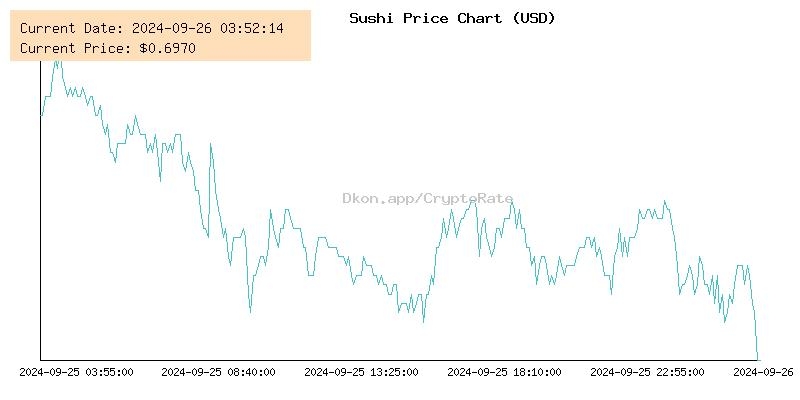 Sushi Price Chart (USD)
Current Date: 2024-09-26 03:52:14
Current Price: $0.6970
Dkon.app/CryptoRate
2024-09-25 03:55:00 2024-09-25 08:40:00 2024-09-25 13:25:00 2024-09-25 18:10:00 2024-09-25 22:55:00 2024-09-26